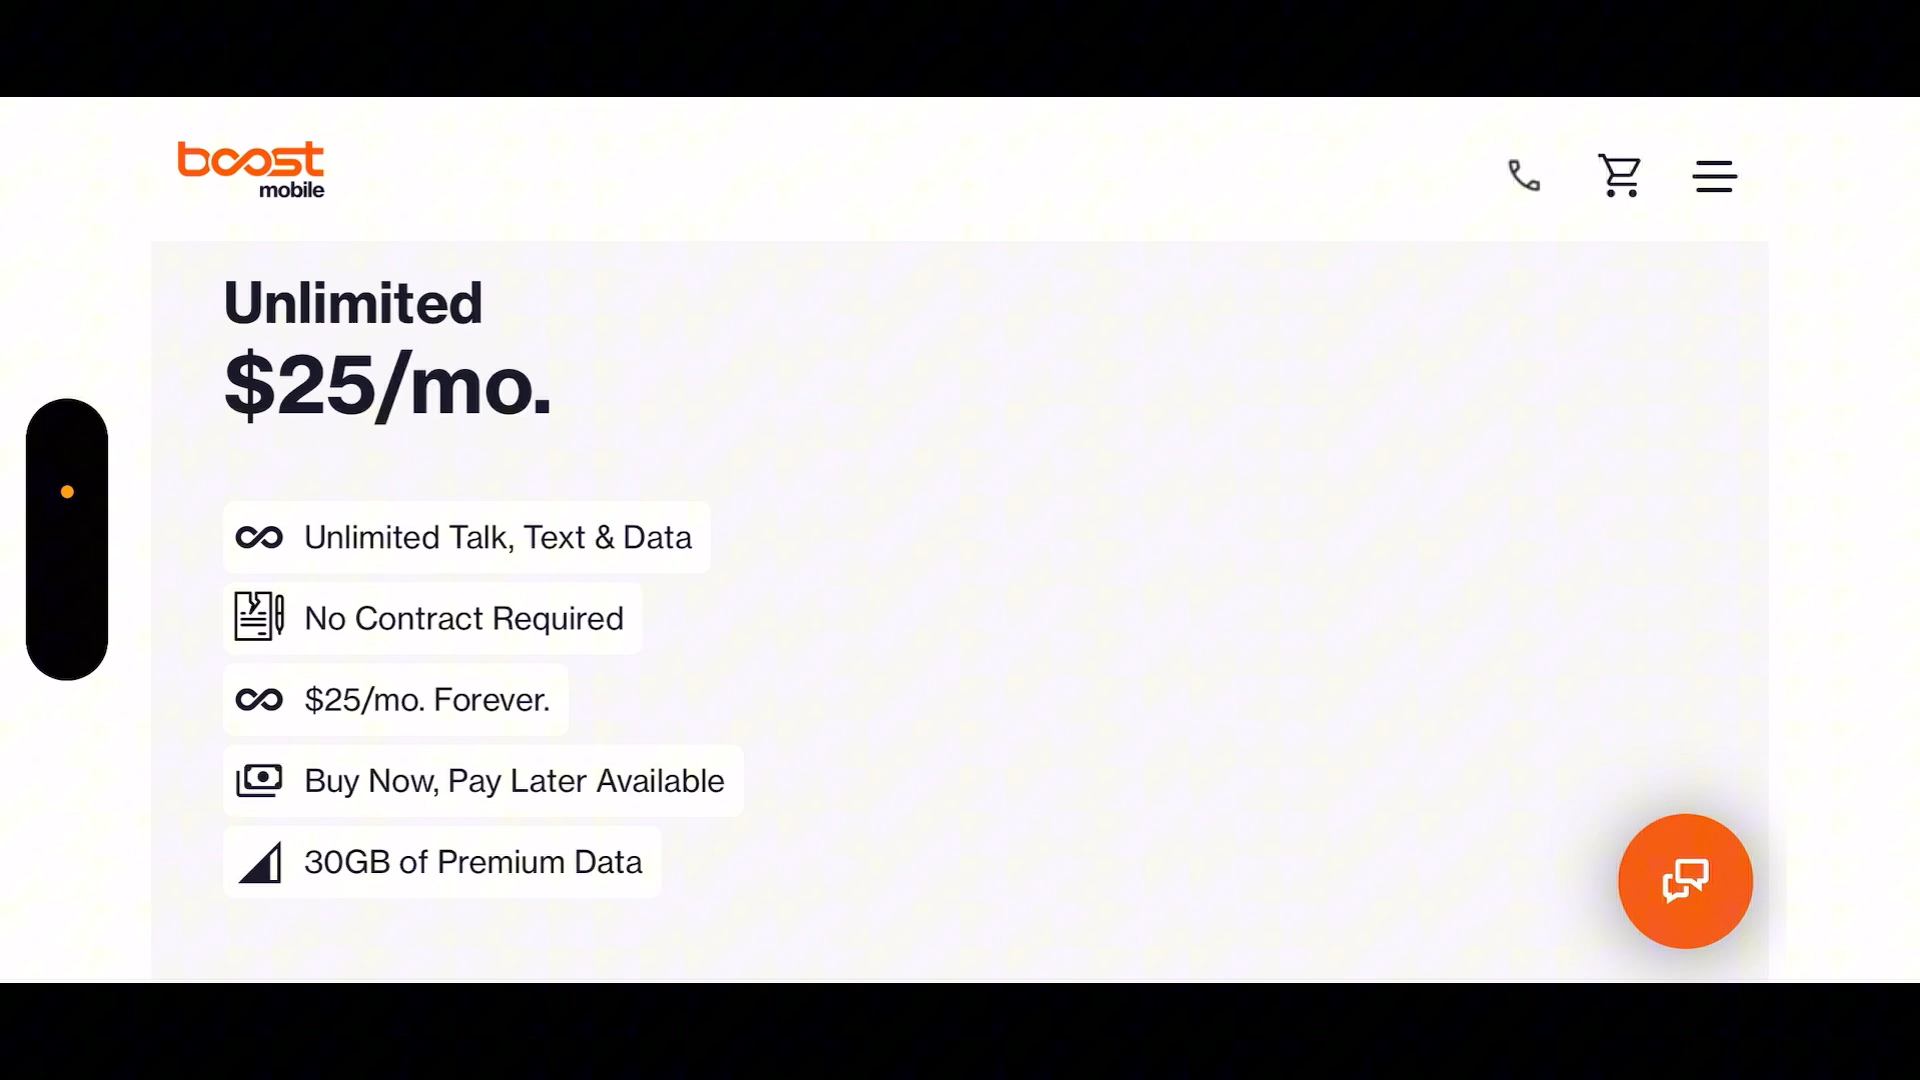 boost
mobile
Unlimited
$25/mo.
Unlimited Talk, Text & Data
No Contract Required
$25/mo. Forever.
Buy Now, Pay Later Available
30GB of Premium Data